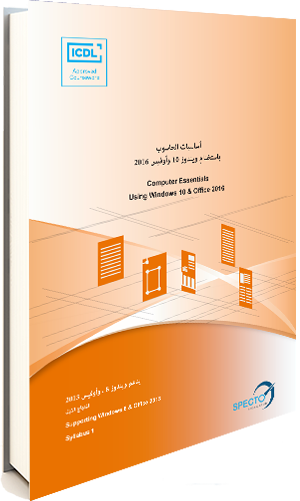 ICDL
Approved
Courseware
أساسيات الحاسوب
باستخدام ويندوز 10 وأوفيس 2016
Computer Essentials
Using Windows 10 & Office 2016
يدعم ويندوز 8 ، وأوفيس 2013
Supporting Windows 8 & Office 2013
Syllabus 1
SPECTO